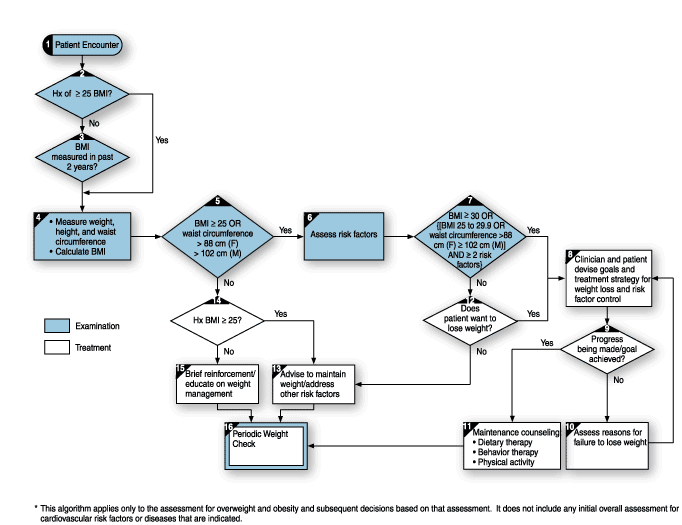 1 Patient Encounter
2
Hx of ≥ 25 BMI?
No
Yes
3
BMI
measured in past
2 years?
4
• Measure weight,
height, and waist
circumference
• Calculate BMI
5
BMI ≥ 25 OR
waist circumference
> 88 cm (F)
> 102 cm (M)
Yes
No
6
Assess risk factors
7
BMI ≥ 30 OR
{[BMI 25 to 29.9 OR
waist circumference >88
cm (F) ≥ 102 cm (M)]
AND ≥ 2 risk
factors}
Yes
No
8
Clinician and patient
devise goals and
treatment strategy for
weight loss and risk
factor control
9
Progress
being made/goal
achieved?
Yes
No
12
Does
patient want to
lose weight?
Yes
No
14
Hx BMI ≥ 25?
Yes
No
Examination
Treatment
15
Brief reinforcement/
educate on weight
management
13
Advise to maintain
weight/address
other risk factors
16
Periodic Weight
Check
11
Maintenance counseling:
• Dietary therapy
• Behavior therapy
• Physical activity
10
Assess reasons for
failure to lose weight
* This algorithm applies only to the assessment for overweight and obesity and subsequent decisions based on that assessment. It does not include any initial overall assessment for
cardiovascular risk factors or diseases that are indicated.